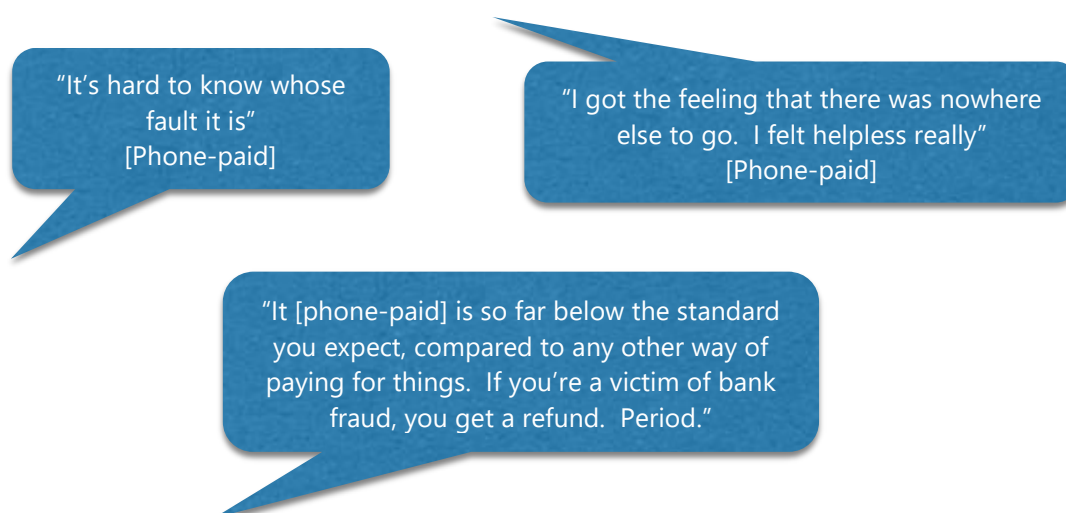 “It’s hard to know whose
fault it is”
[Phone-paid]
“I got the feeling that there was nowhere
else to go.  I felt helpless really”
[Phone-paid]
“It [phone-paid] is so far below the standard
you expect, compared to any other way of
paying for things.  If you’re a victim of bank
fraud, you get a refund.  Period.”